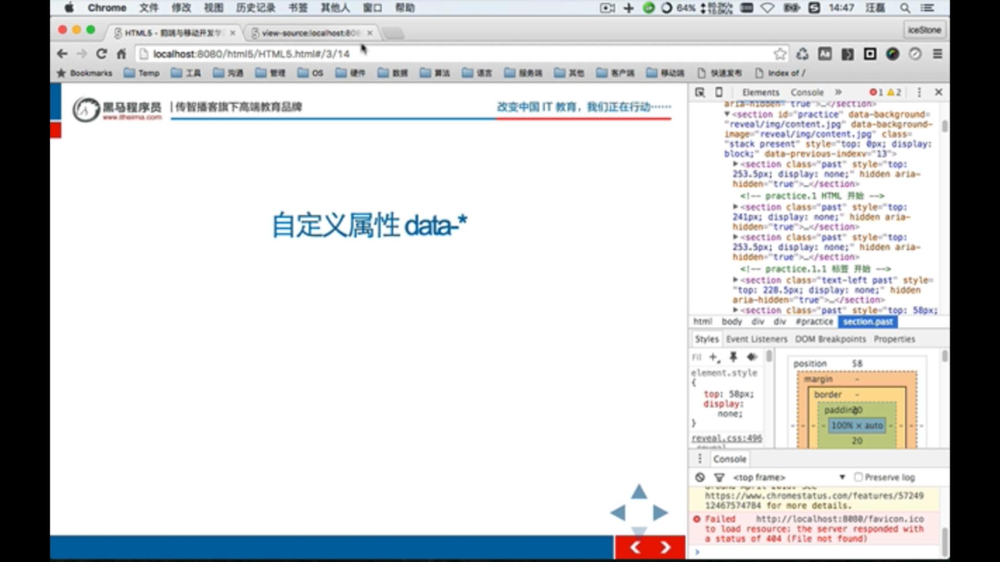 Chrome 文件 修改 视图 历史记录 书签 其他人 窗口 帮助 64% 14:47 汪磊
HTML5 - 前端与移动开发学 view-source:localhost:808 iceStone
localhost:8080/html5/HTML5.html#/3/14
Bookmarks Temp 工具 沟通 管理 OS 硬件 数据 算法 语言 服务端 其他 客户端 移动端 快速发布 Index of /
黑马程序员 传智播客旗下高端教育品牌
www.itheima.com
改变中国 IT 教育，我们正在行动……
自定义属性 data-*
Elements Console » 1 2
aria-hidden="true">…</section>
▼<section id="practice" data-background=
"reveal/img/content.jpg" data-background-
image="reveal/img/content.jpg" class=
"stack present" style="top: 0px; display:
block;" data-previous-indexv="13">
▶<section class="past" style="top:
253.5px; display: none;" hidden aria-
hidden="true">…</section>
<!-- practice.1 HTML 开始 -->
▶<section class="past" style="top:
241px; display: none;" hidden aria-
hidden="true">…</section>
▶<section class="past" style="top:
253.5px; display: none;" hidden aria-
hidden="true">…</section>
<!-- practice.1.1 标签 开始 -->
▶<section class="text-left past" style=
"top: 228.5px; display: none;" hidden
aria-hidden="true">…</section>
▶<section class="past" style="top: 58px;
html body div div #practice section.past
Styles Event Listeners DOM Breakpoints Properties
Fil
element.style
{
top: 58px;
display:
none;
}
reveal.css:496
position 58
margin -
border -
padding 20
100% × auto
20
Console
<top frame> Preserve log
https://www.chromestatus.com/features/57249
12467574784 for more details.
Failed http://localhost:8080/favicon.ico
to load resource: the server responded with
a status of 404 (File not found)